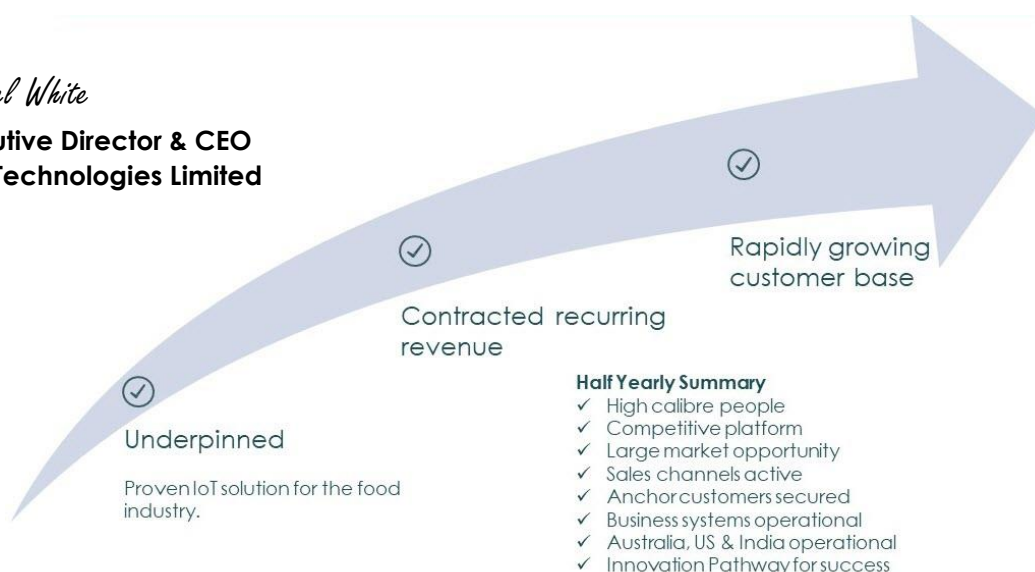 White
Director & CEO
Technologies Limited
Rapidly growing
customer base
Contracted recurring
revenue
Half Yearly Summary
✓ High calibre people
✓ Competitive platform
✓ Large market opportunity
✓ Sales channels active
✓ Anchor customers secured
✓ Business systems operational
✓ Australia, US & India operational
✓ Innovation Pathway for success
Underpinned
Proven IoT solution for the food
industry.